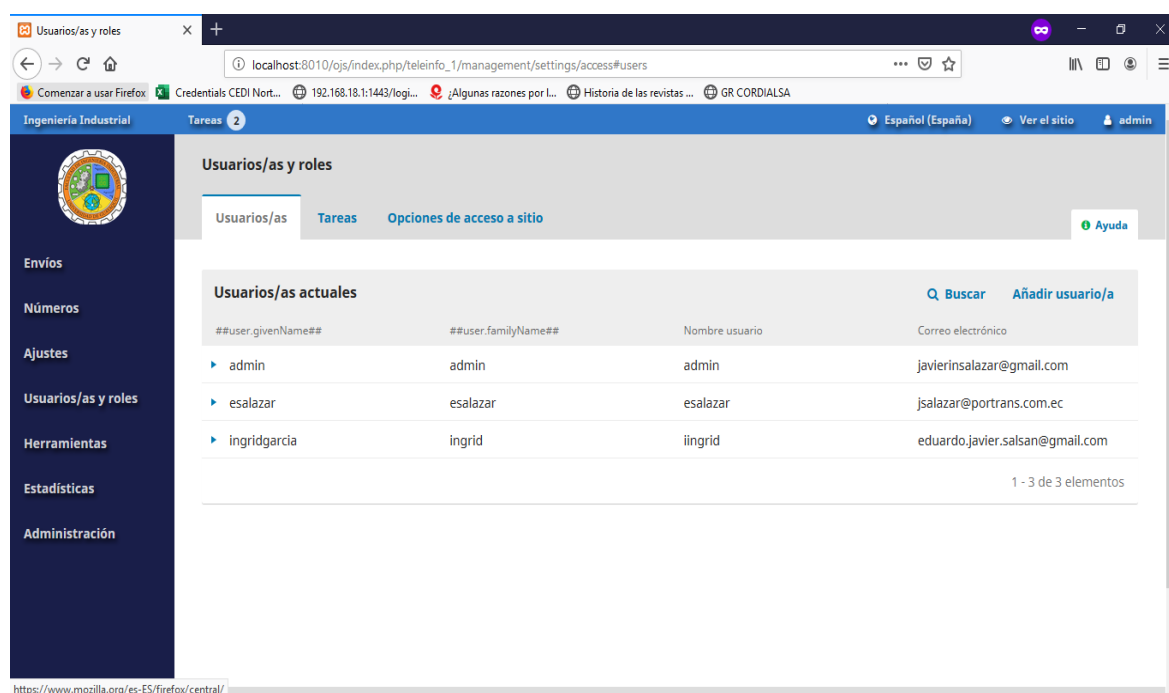 Usuarios/as y roles
localhost:8010/ojs/index.php/teleinfo_1/management/settings/access#users
Comenzar a usar Firefox Credentials CEDI Nort... 192.168.18.1:1443/logi... ¿Algunas razones por l... Historia de las revistas ... GR CORDIALSA
Ingeniería Industrial Tareas 2 Español (España) Ver el sitio admin
Usuarios/as y roles
Usuarios/as Tareas Opciones de acceso a sitio
Ayuda
Envíos
Números
Ajustes
Usuarios/as y roles
Herramientas
Estadísticas
Administración
Usuarios/as actuales Buscar Añadir usuario/a
##user.givenName## ##user.familyName## Nombre usuario Correo electrónico
admin admin admin javierinsalazar@gmail.com
esalazar esalazar esalazar jsalazar@portrans.com.ec
ingridgarcia ingrid iingrid eduardo.javier.salsan@gmail.com
1 - 3 de 3 elementos
https://www.mozilla.org/es-ES/firefox/central/